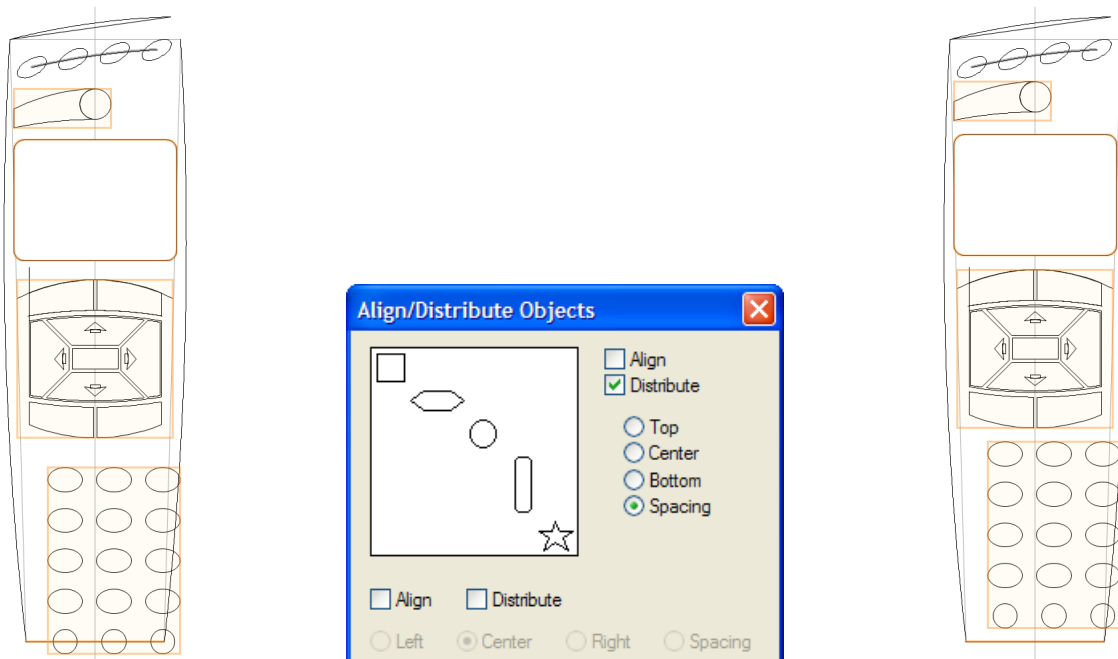 Align/Distribute Objects
Align
Distribute
Top
Center
Bottom
Spacing
Align Distribute
Left Center Right Spacing